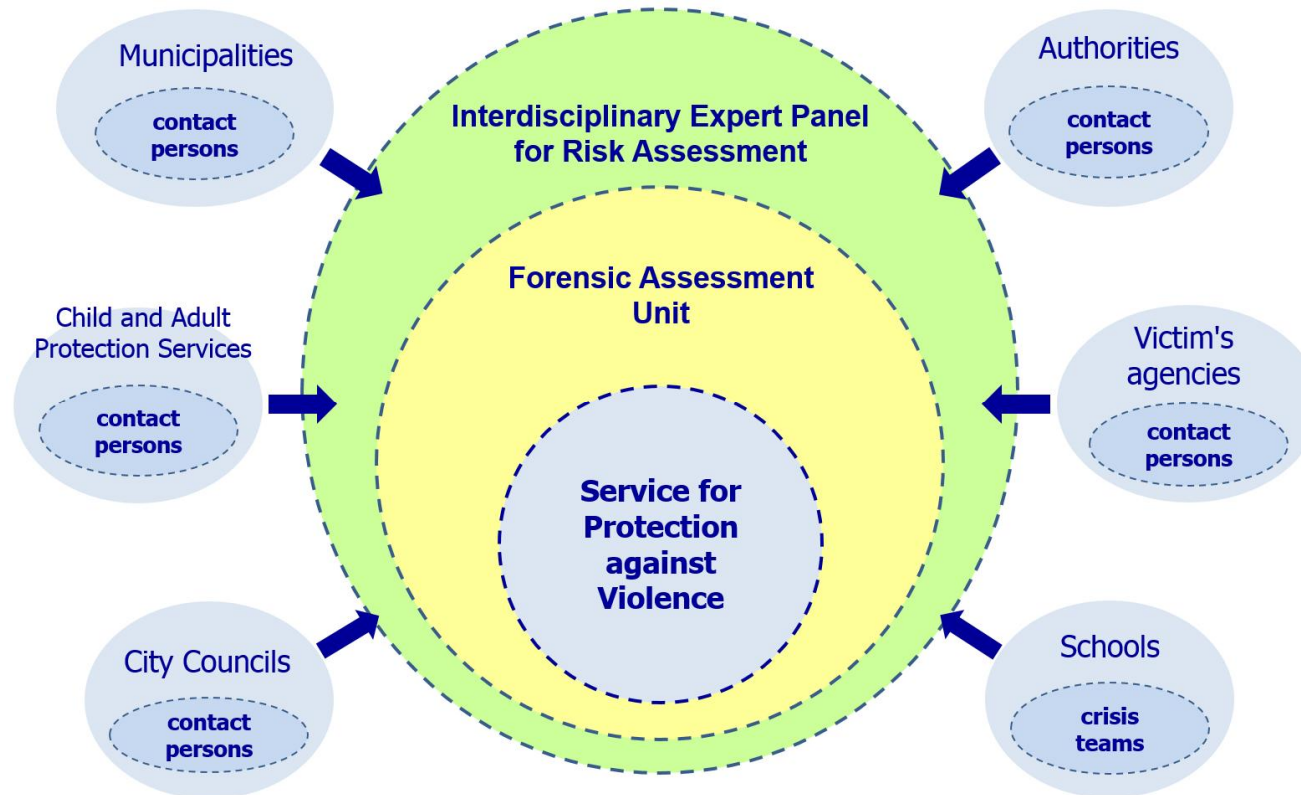 Municipalities
contact
persons
Authorities
contact
persons
Interdisciplinary Expert Panel
for Risk Assessment
Forensic Assessment
Unit
Child and Adult
Protection Services
contact
persons
Victim's
agencies
contact
persons
Service for
Protection
against
Violence
City Councils
contact
persons
Schools
crisis
teams